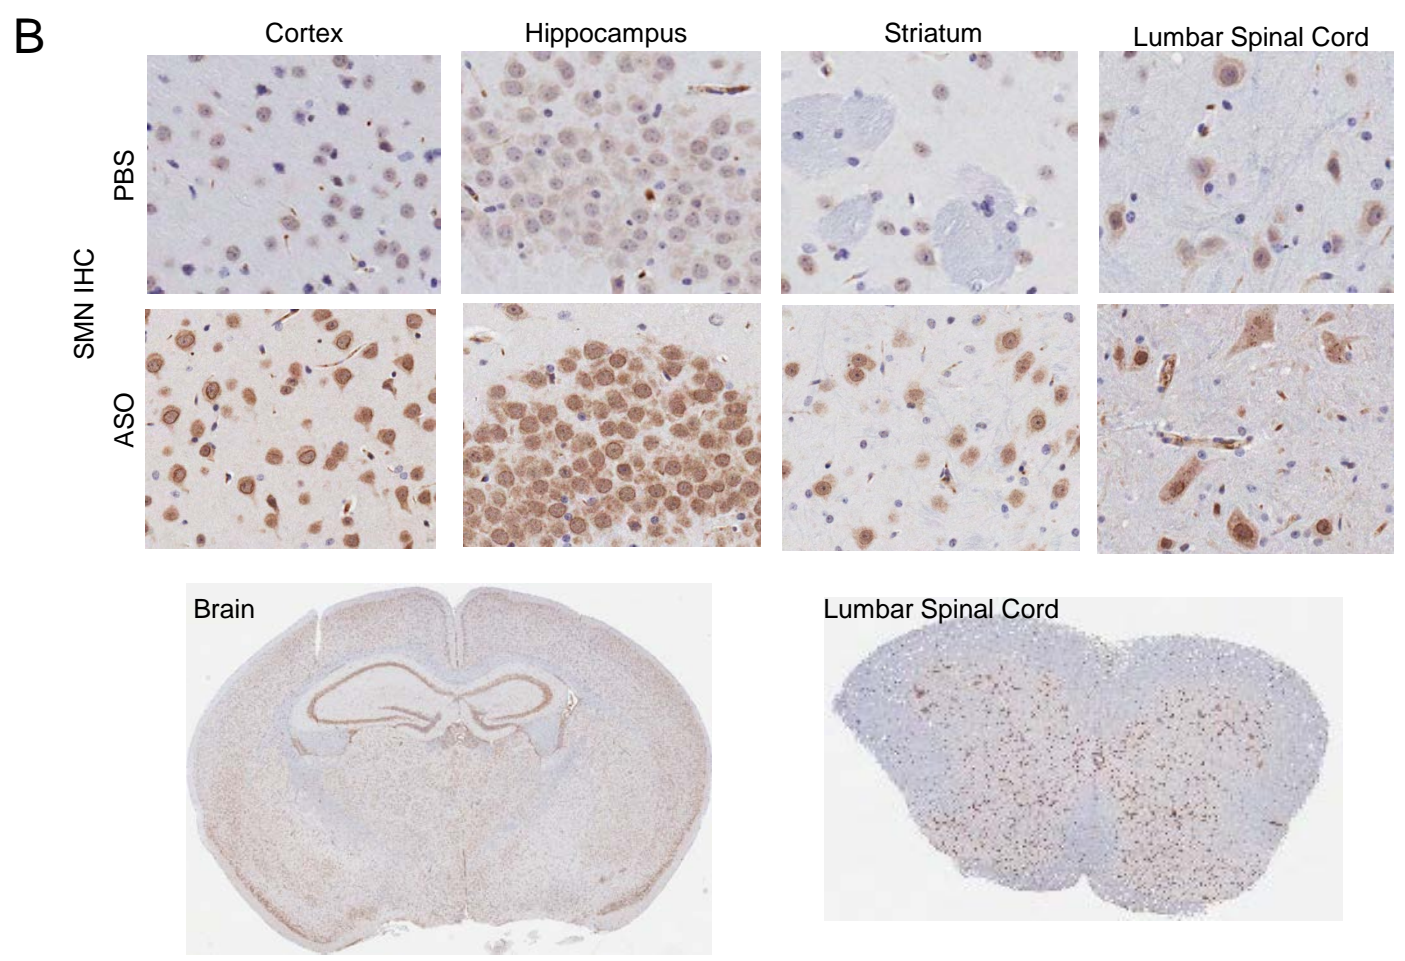 B
Cortex
Hippocampus
Striatum
Lumbar Spinal Cord
SMN IHC
PBS
ASO
Brain
Lumbar Spinal Cord